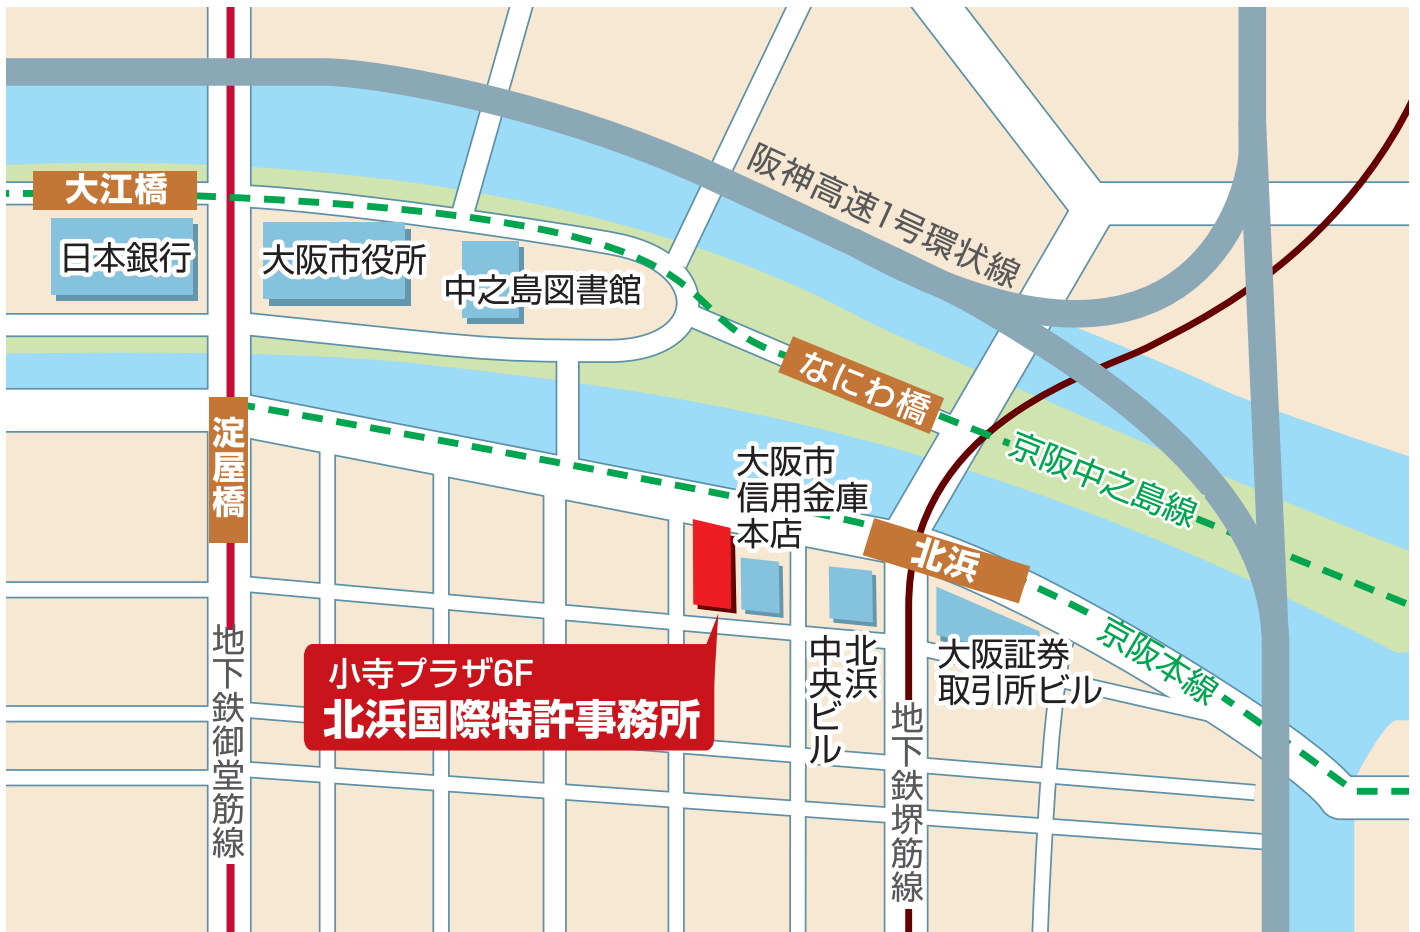 阪神高速1号環状線
大江橋
日本銀行
大阪市役所
中之島図書館
なにわ橋
京阪中之島線
淀屋橋
大阪市
信用金庫
本店
北浜
京阪本線
小寺プラザ6F
北浜国際特許事務所
北浜
中央ビル
大阪証券
取引所ビル
地下鉄御堂筋線
地下鉄堺筋線